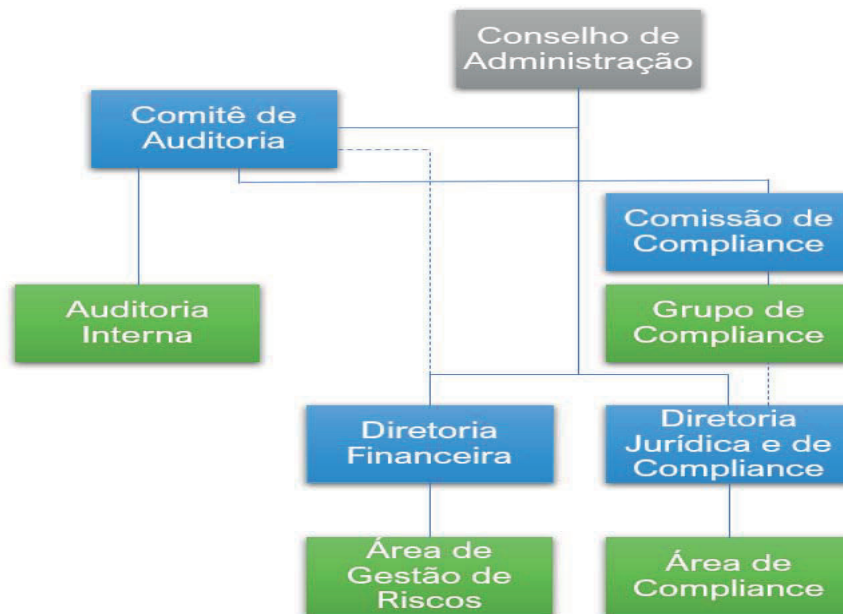 Conselho de
Administração
Comitê de
Auditoria
Comissão de
Compliance
Auditoria
Interna
Grupo de
Compliance
Diretoria
Financeira
Diretoria
Jurídica e de
Compliance
Área de
Gestão de
Riscos
Área de
Compliance